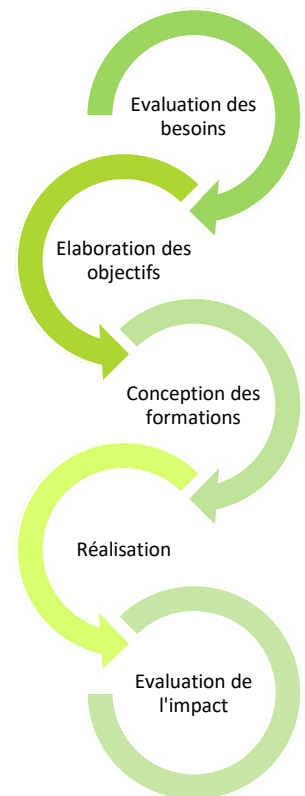 Evaluation des
besoins
Elaboration des
objectifs
Conception des
formations
Réalisation
Evaluation de
l'impact